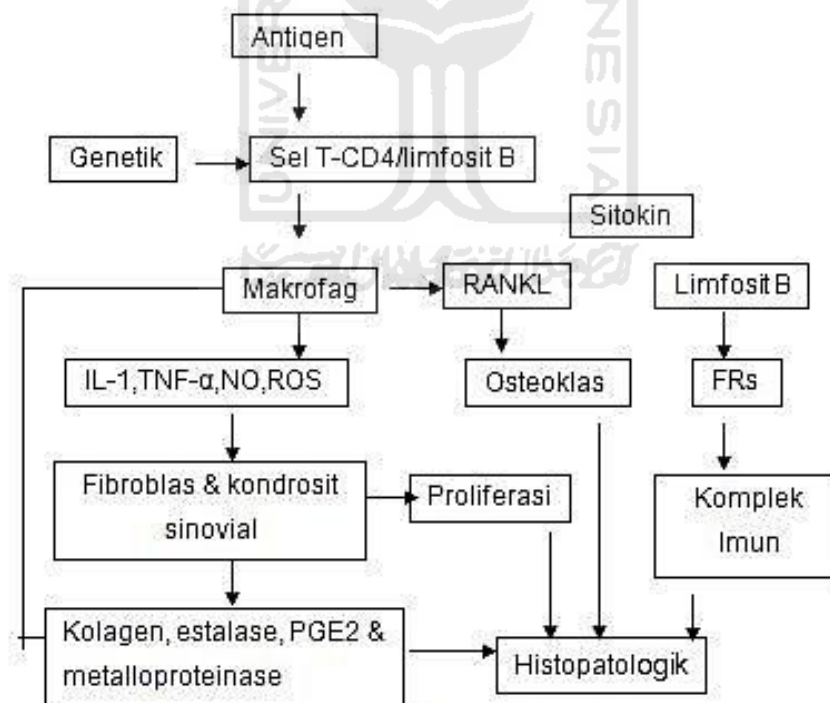 Antigen
Genetik
Sel T-CD4/limfosit B
Sitokin
Makrofag
RANKL
Limfosit B
IL-1,TNF-α,NO,ROS
Osteoklas
FRs
Fibroblas & kondrosit
sinovial
Proliferasi
Komplek
Imun
Kolagen, estalase, PGE2 &
metalloproteinase
Histopatologik